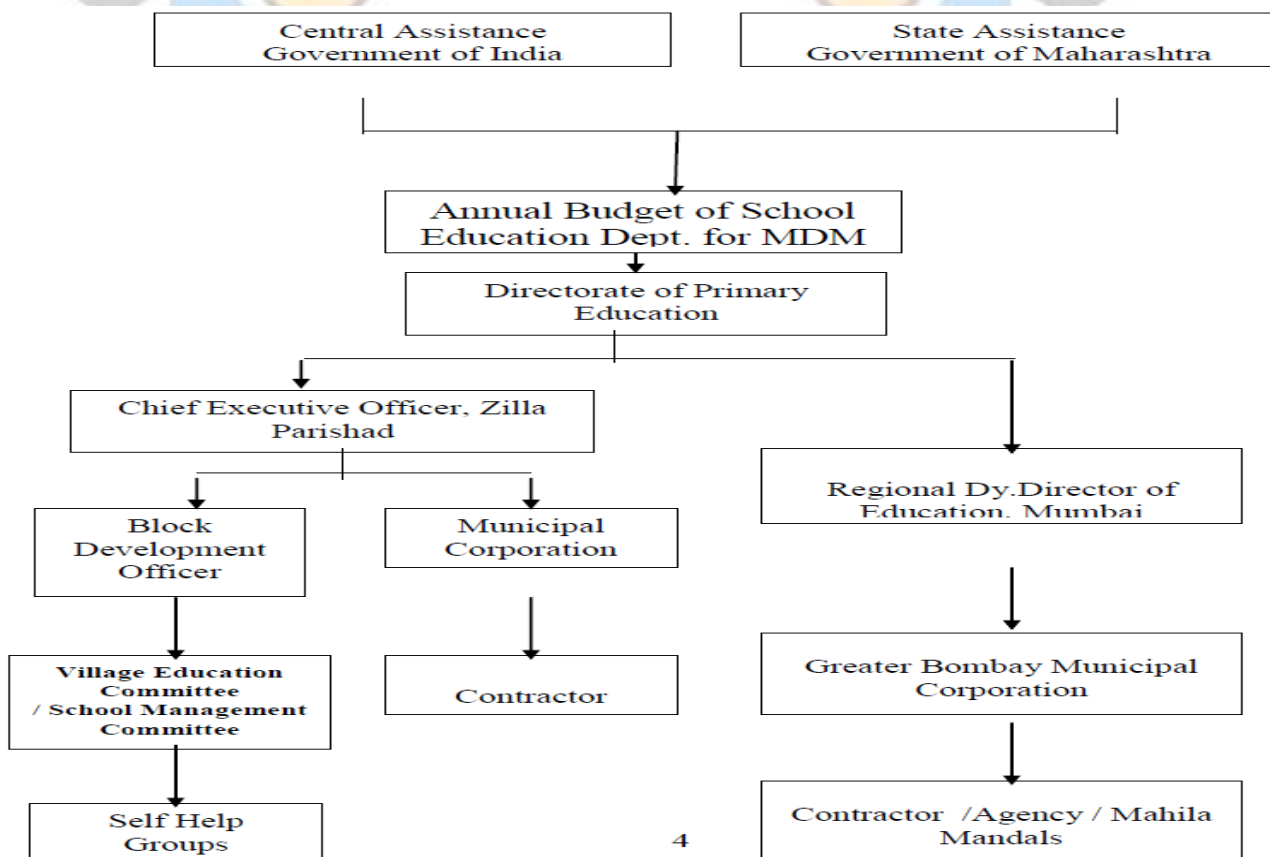 Central Assistance
Government of India
State Assistance
Government of Maharashtra
Annual Budget of School
Education Dept. for MDM
Directorate of Primary
Education
Chief Executive Officer, Zilla
Parishad
Regional Dy.Director of
Education, Mumbai
Block
Development
Officer
Municipal
Corporation
Village Education
Committee
/ School Management
Committee
Contractor
Greater Bombay Municipal
Corporation
Self Help
Groups
Contractor /Agency / Mahila
Mandals
4